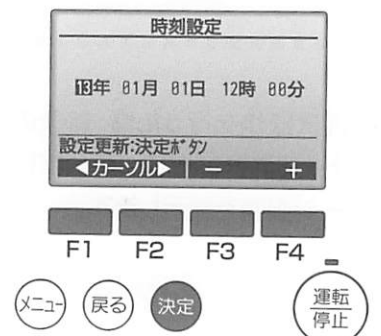 時刻設定
13年 01月 01日 12時 00分
設定更新:決定ボタン
◀カーソル▶ − +
F1 F2 F3 F4
メニュー 戻る 決定 運転
停止